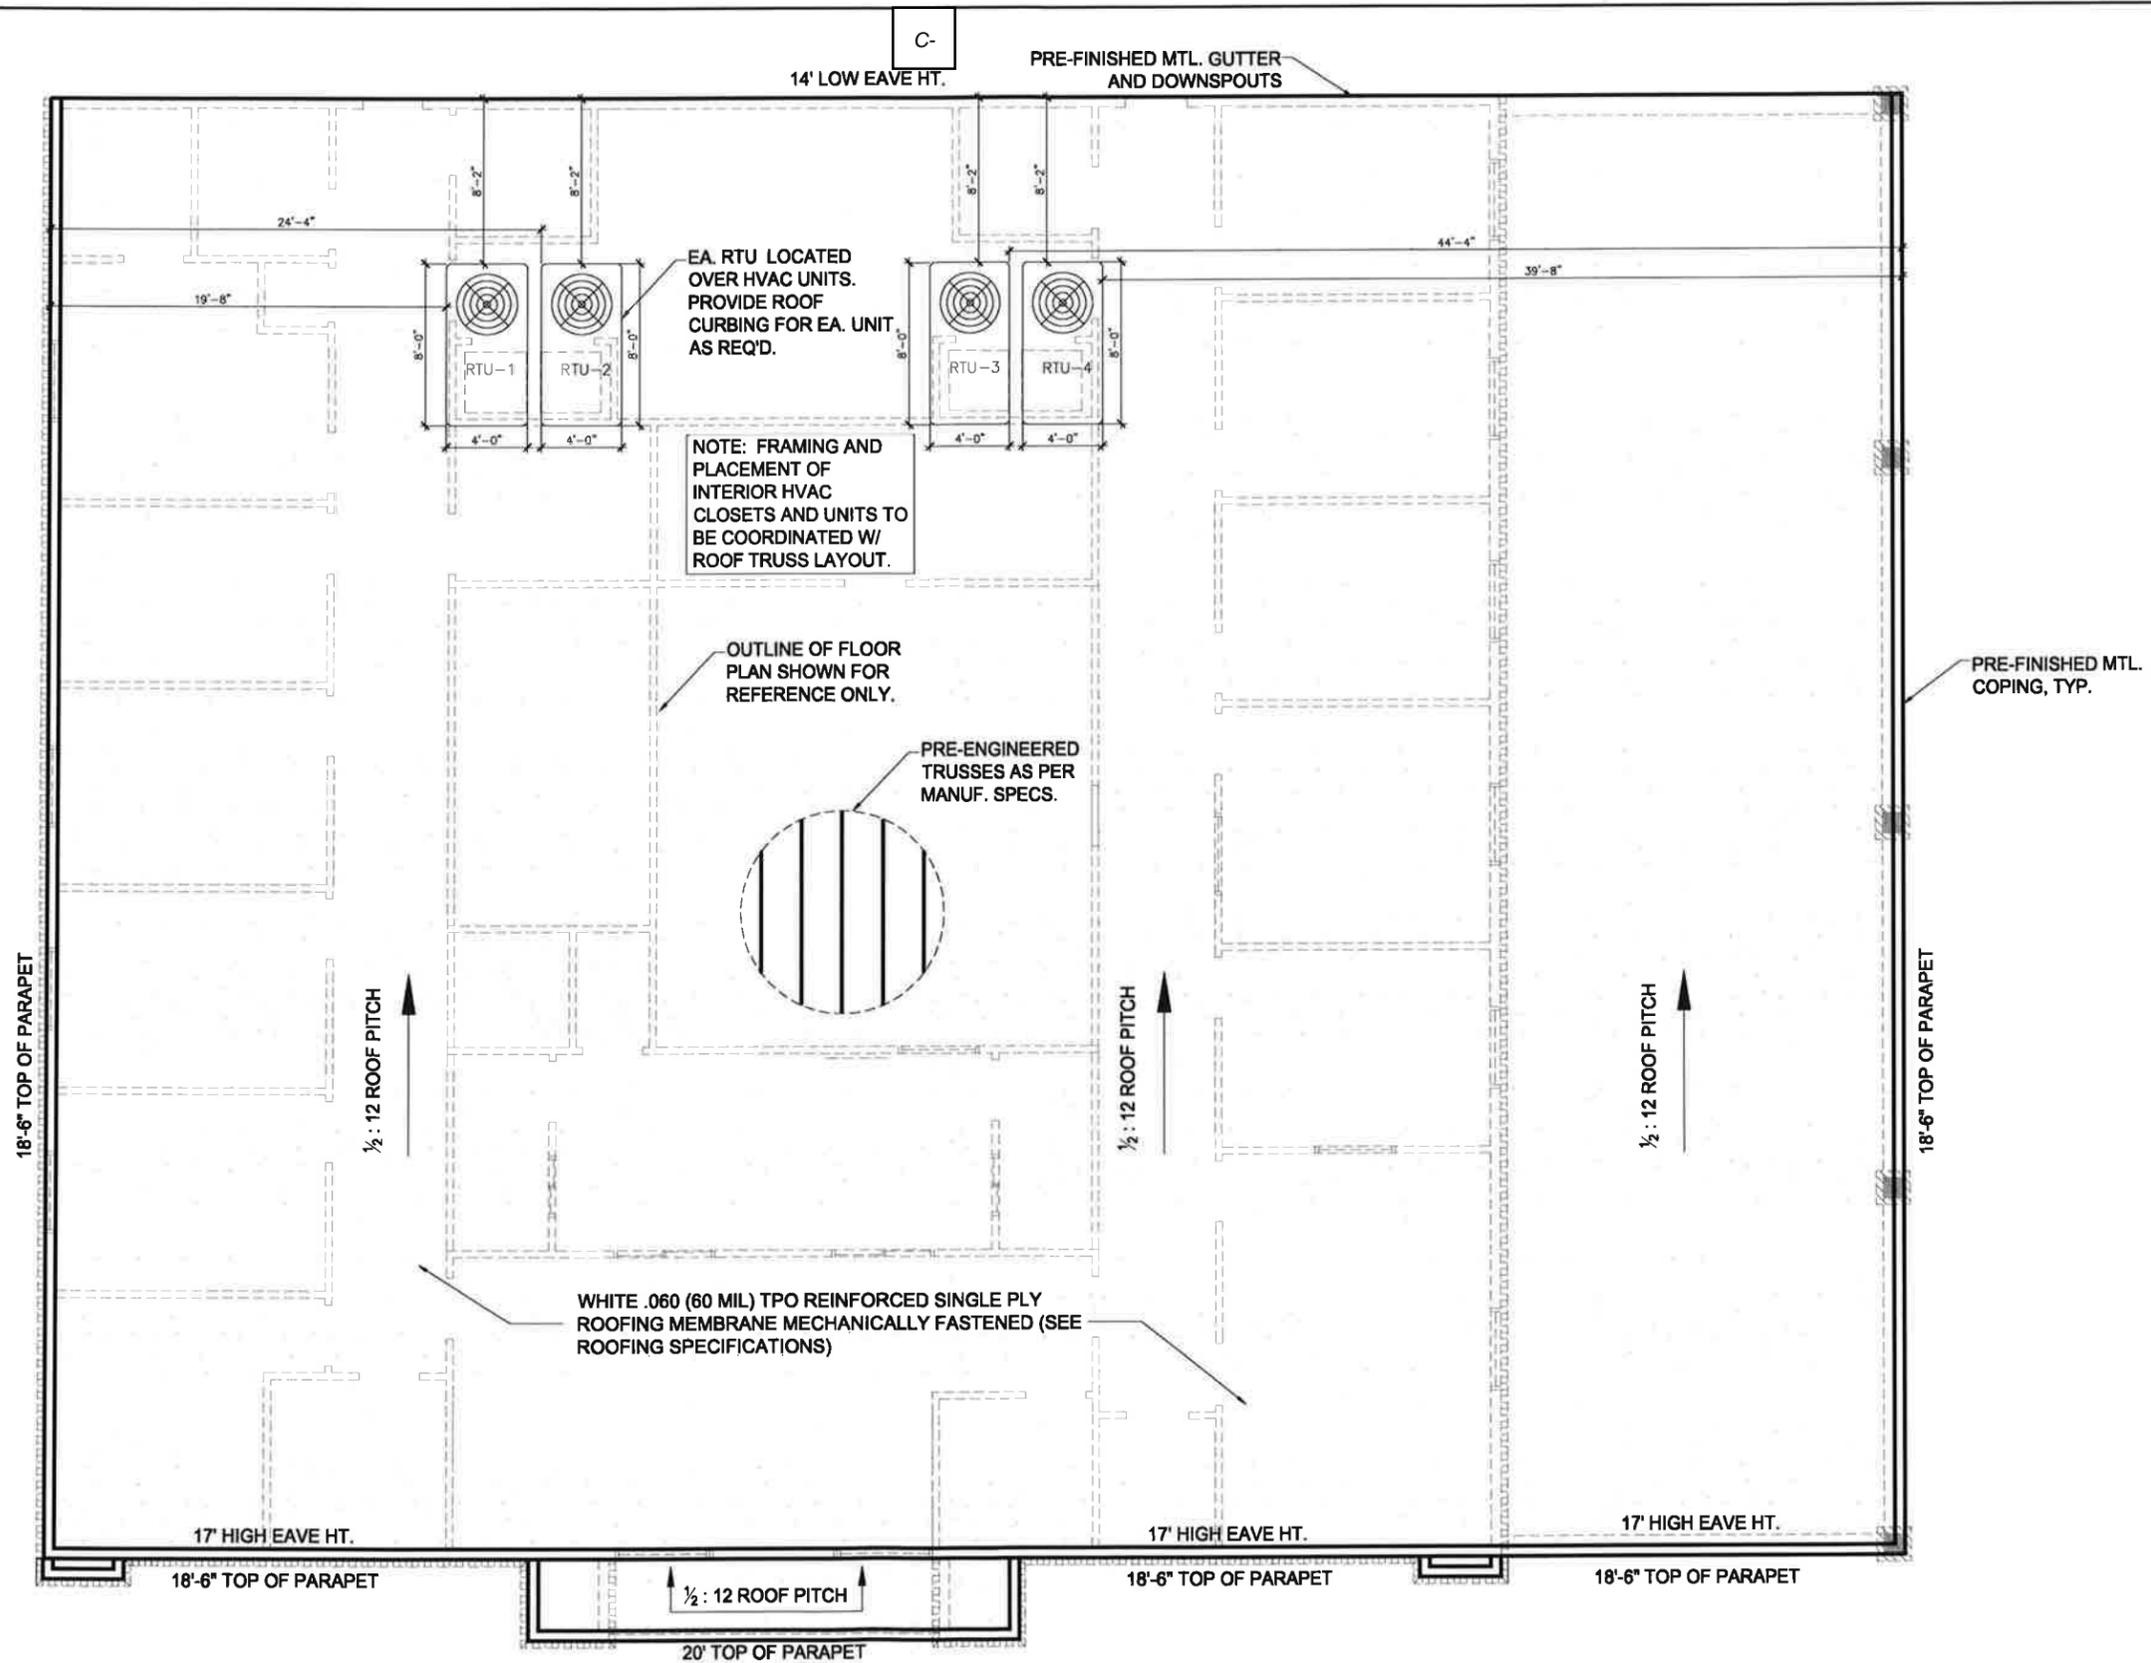 C-
14' LOW EAVE HT.
PRE-FINISHED MTL. GUTTER
AND DOWNSPOUTS
8'-2"
8'-2"
8'-2"
8'-2"
24'-4"
44'-4"
39'-8"
19'-8"
EA. RTU LOCATED
OVER HVAC UNITS.
PROVIDE ROOF
CURBING FOR EA. UNIT
AS REQ'D.
8'-0"
8'-0"
8'-0"
8'-0"
RTU-1
RTU-2
RTU-3
RTU-4
4'-0"
4'-0"
4'-0"
4'-0"
NOTE: FRAMING AND
PLACEMENT OF
INTERIOR HVAC
CLOSETS AND UNITS TO
BE COORDINATED W/
ROOF TRUSS LAYOUT.
OUTLINE OF FLOOR
PLAN SHOWN FOR
REFERENCE ONLY.
PRE-FINISHED MTL.
COPING, TYP.
PRE-ENGINEERED
TRUSSES AS PER
MANUF. SPECS.
18'-6" TOP OF PARAPET
½ : 12 ROOF PITCH
½ : 12 ROOF PITCH
½ : 12 ROOF PITCH
18'-6" TOP OF PARAPET
WHITE .060 (60 MIL) TPO REINFORCED SINGLE PLY
ROOFING MEMBRANE MECHANICALLY FASTENED (SEE
ROOFING SPECIFICATIONS)
17' HIGH EAVE HT.
17' HIGH EAVE HT.
17' HIGH EAVE HT.
18'-6" TOP OF PARAPET
½ : 12 ROOF PITCH
18'-6" TOP OF PARAPET
18'-6" TOP OF PARAPET
20' TOP OF PARAPET